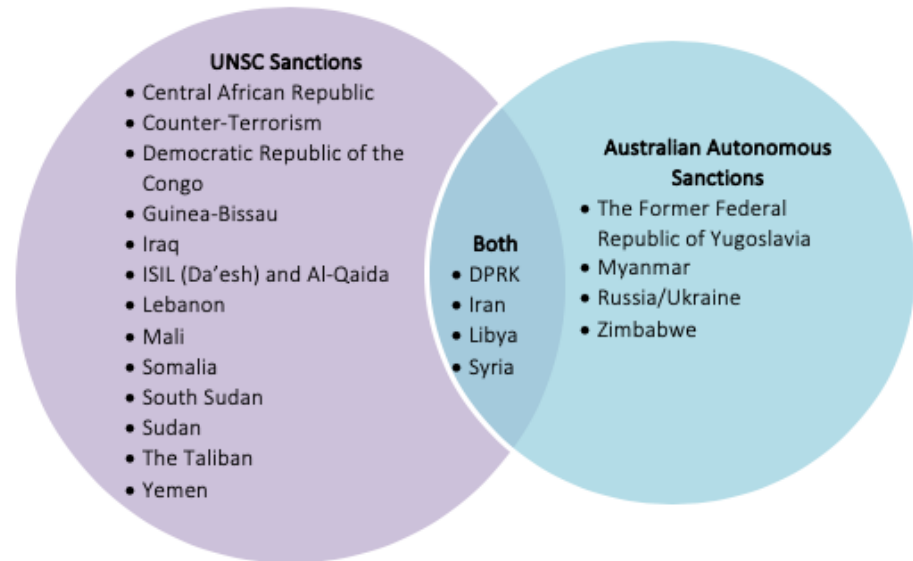 UNSC Sanctions
• Central African Republic
• Counter-Terrorism
• Democratic Republic of the
Congo
• Guinea-Bissau
• Iraq
• ISIL (Da’esh) and Al-Qaida
• Lebanon
• Mali
• Somalia
• South Sudan
• Sudan
• The Taliban
• Yemen
Both
• DPRK
• Iran
• Libya
• Syria
Australian Autonomous
Sanctions
• The Former Federal
Republic of Yugoslavia
• Myanmar
• Russia/Ukraine
• Zimbabwe